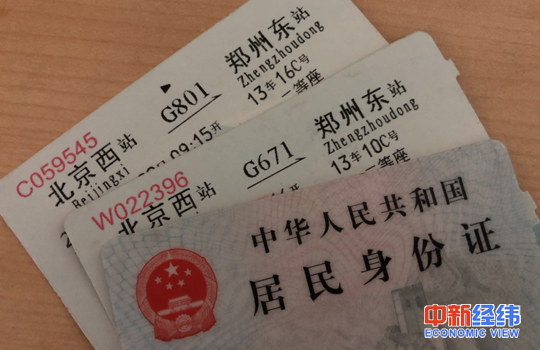 C059545
北京西站
Beijingxi
G801
郑州东站
Zhengzhoudong
09:15开
13车16C号
二等座
W022396
北京西站
G671
郑州东站
Zhengzhoudong
13车10C号
二等座
中华人民共和国
居民身份证
中新经纬
ECONOMIC VIEW